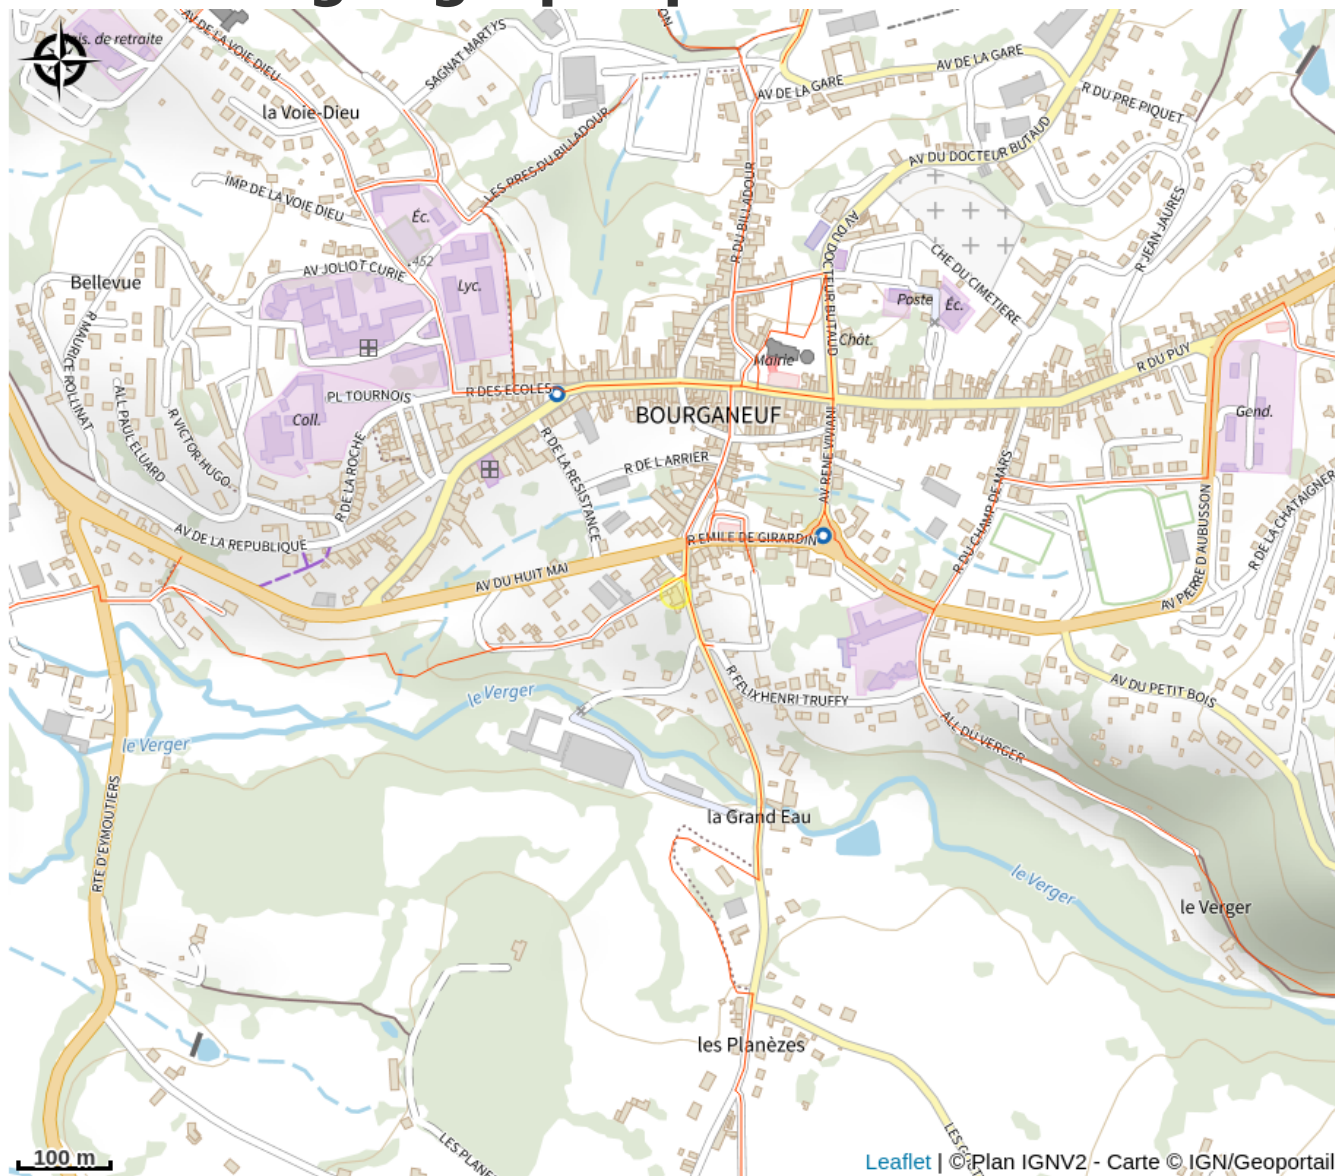 AV DE LA VOIE DIEU
SAGNAT MARTYS
is. de retraite
AV DE LA GARE
AV DE LA GARE
R DU PRE PIQUET
la Voie-Dieu
LES PRES DU BILLADOUR
AV DU DOCTEUR BUTAUD
IMP DE LA VOIE DIEU
R DU BILLADOUR
R JEAN JAURES
Éc.
.452
AV DU DOCTEUR BUTAUD
CHE DU CIMETIERE
AV JOLIOT CURIE
Bellevue
Lyc.
Poste
Éc.
R MAURICE ROLLINAT
Mairie
Chât.
R DU PUY
ALL PAUL ELUARD
R VICTOR HUGO
PL TOURNOIS
R DES ECOLES
BOURGANEUF
Coll.
Gend.
R DE LA ROCHE
R DE LA RESISTANCE
R DE L'ARRIER
AV RENE VIVIANI
R DU CHAMP DE MARS
AV DE LA REPUBLIQUE
R EMILE DE GIRARDIN
AV PIERRE D AUBUSSON
R DE LA CHATAIGNER
AV DU HUIT MAI
le Verger
R FELIX HENRI TRUFFY
AV DU PETIT BOIS
le Verger
ALL DU VERGER
RTE D'EYMOUTIERS
la Grand Eau
le Verger
le Verger
les Planèzes
LES PLANE
100 m
Leaflet | © Plan IGNV2 - Carte © IGN/Geoportail